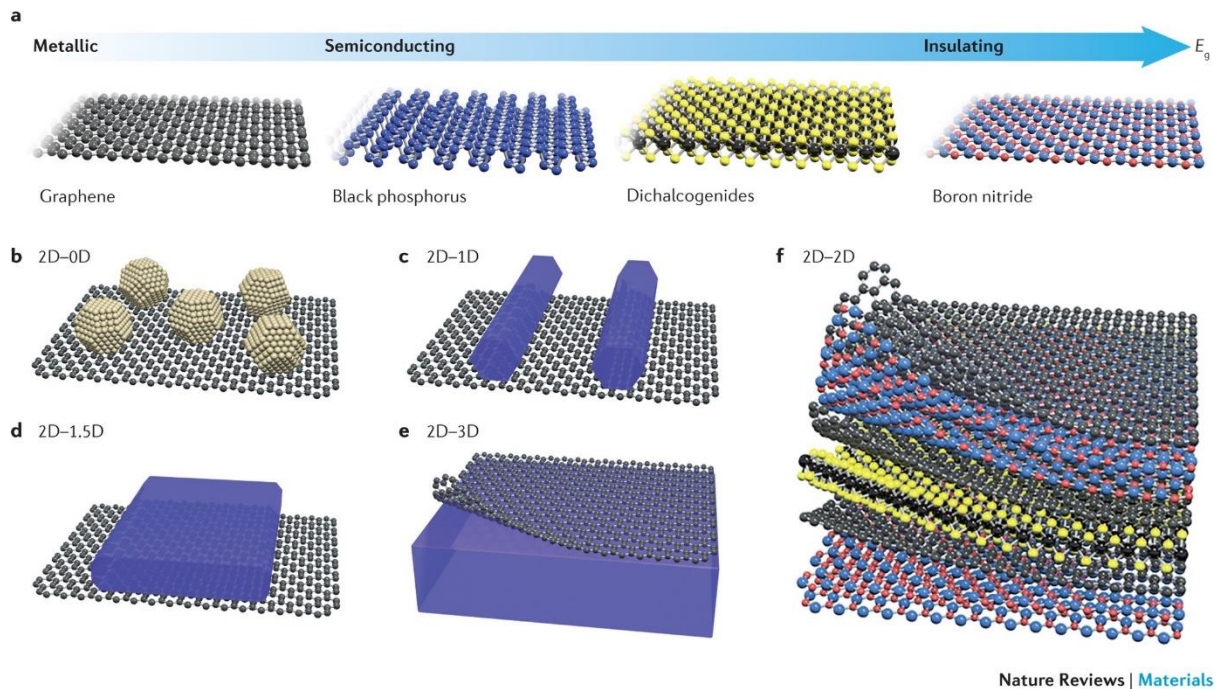 a
Metallic Semiconducting Insulating E_g
Graphene Black phosphorus Dichalcogenides Boron nitride
b 2D–0D c 2D–1D f 2D–2D
d 2D–1.5D e 2D–3D
Nature Reviews | Materials